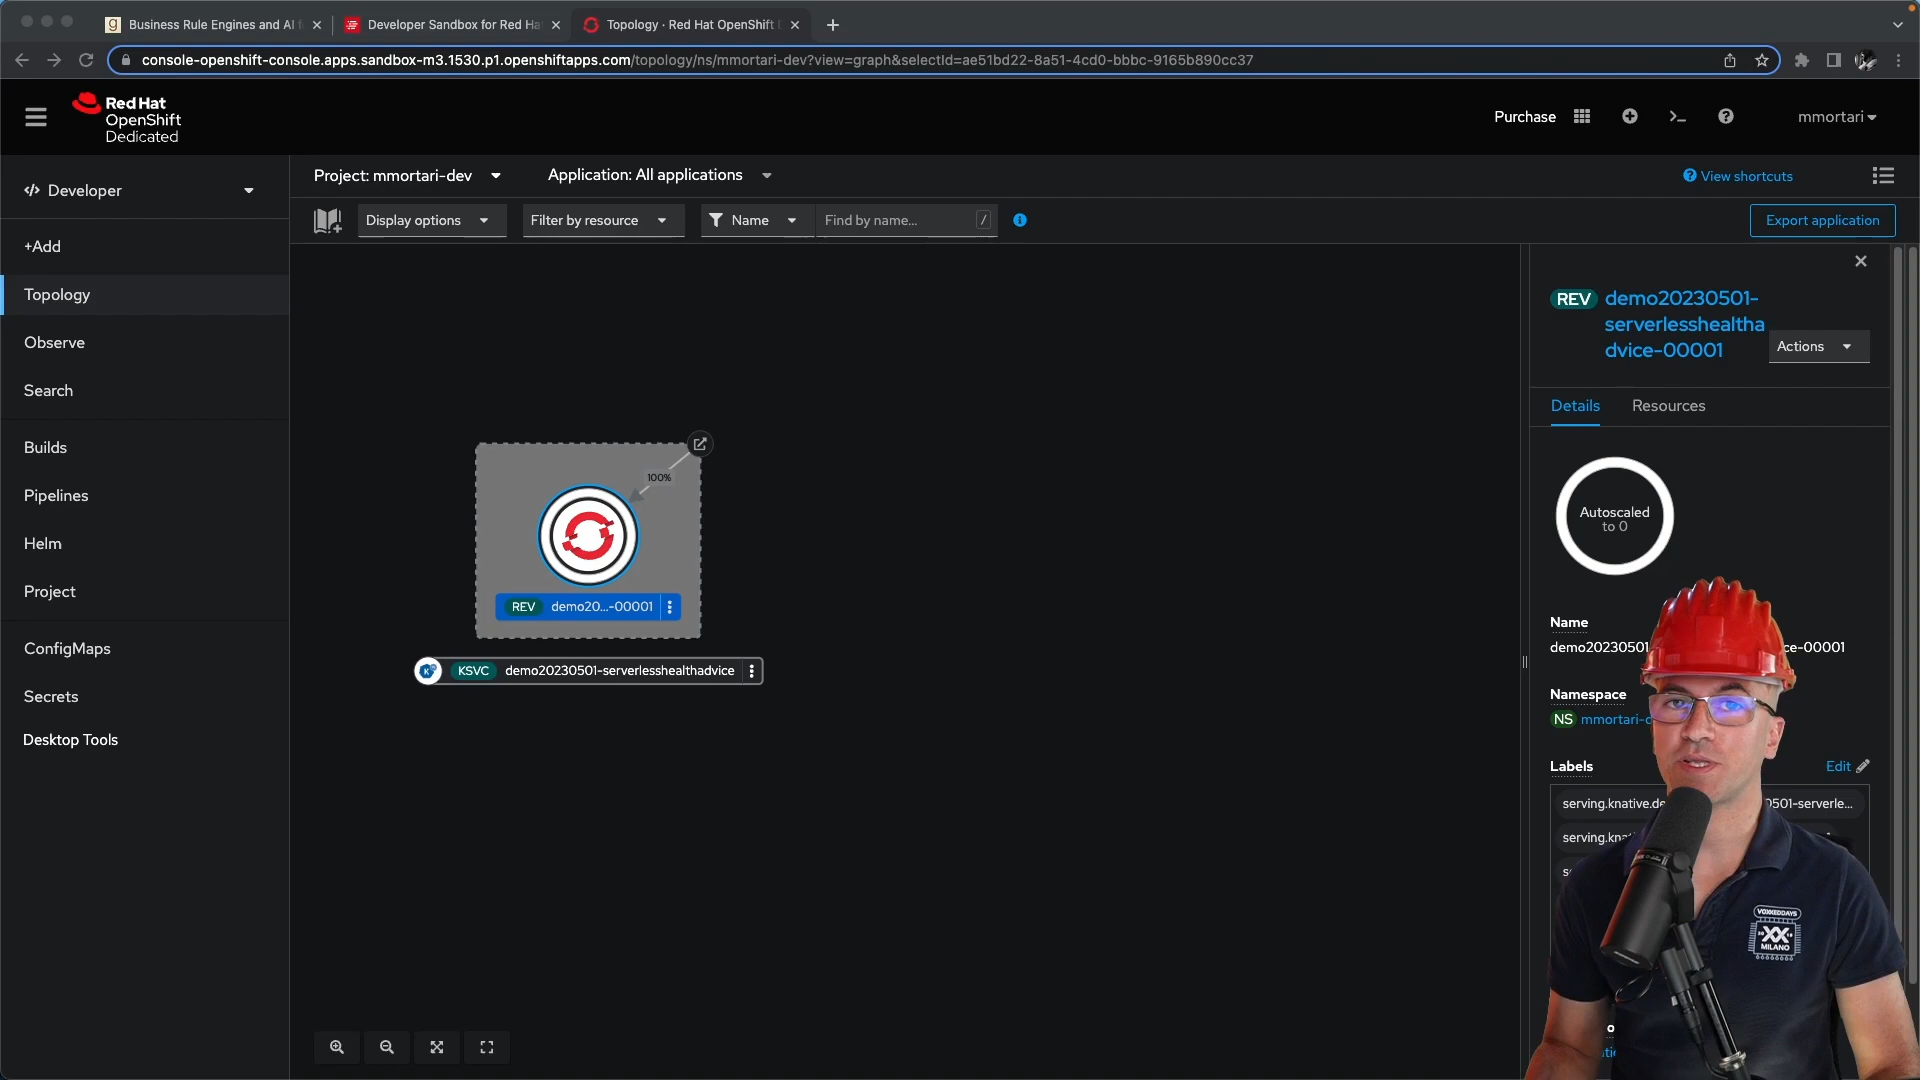 Business Rule Engines and AI f
Developer Sandbox for Red Ha
Topology · Red Hat OpenShift D
console-openshift-console.apps.sandbox-m3.1530.p1.openshiftapps.com/topology/ns/mmortari-dev?view=graph&selectId=ae51bd22-8a51-4cd0-bbbc-9165b890cc37
Red Hat
OpenShift
Dedicated
Purchase
mmortari
Developer
Project: mmortari-dev
Application: All applications
View shortcuts
Display options
Filter by resource
Name
Find by name...
/
Export application
+Add
Topology
Observe
Search
Builds
Pipelines
Helm
Project
ConfigMaps
Secrets
Desktop Tools
100%
REV demo20...-00001
KSVC demo20230501-serverlesshealthadvice
REV demo20230501-
serverlesshealtha
dvice-00001
Actions
Details
Resources
Autoscaled
to 0
Name
demo20230501 ce-00001
Namespace
NS mmortari-d
Labels
Edit
serving.knative.de 0501-serverle...
serving.kna
VOXXEDDAYS
XX
MILANO